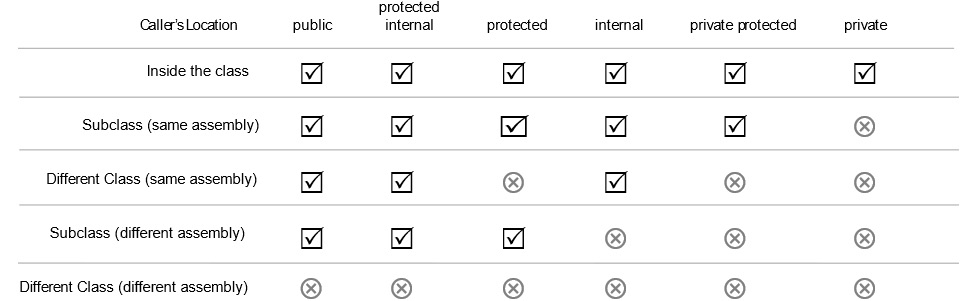 Caller's Location public protected internal protected internal private protected private
Inside the class
Subclass (same assembly)
Different Class (same assembly)
Subclass (different assembly)
Different Class (different assembly)